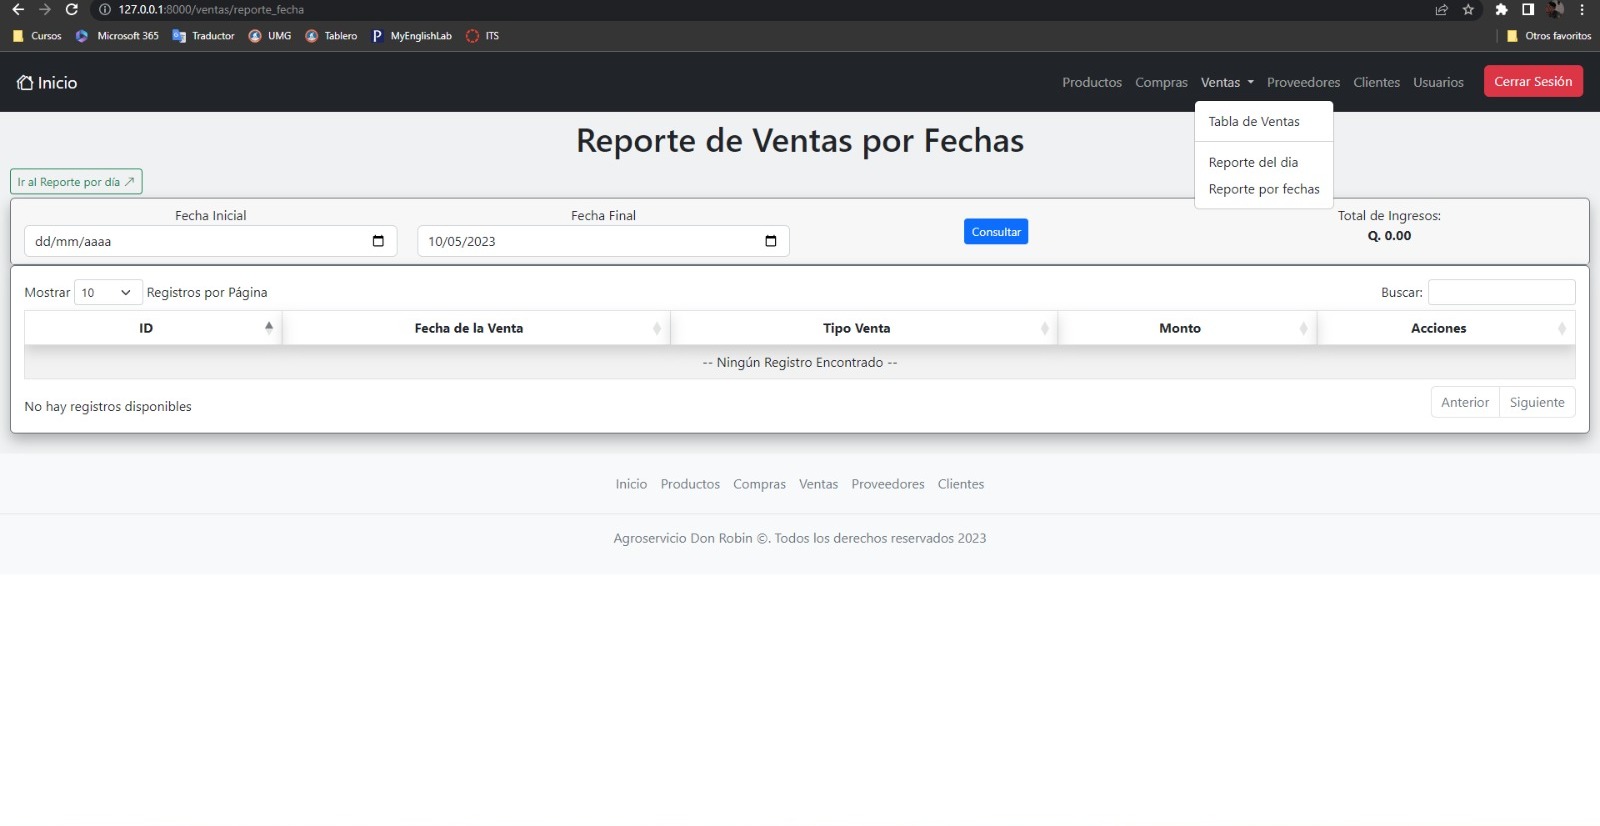 127.0.0.1:8000/ventas/reporte_fecha
Cursos Microsoft 365 Traductor UMG Tablero MyEnglishLab ITS Otros favoritos
Inicio Productos Compras Ventas Proveedores Clientes Usuarios Cerrar Sesión
Tabla de Ventas
Reporte del dia
Reporte por fechas
Reporte de Ventas por Fechas
Ir al Reporte por día
Fecha Inicial Fecha Final Total de Ingresos:
dd/mm/aaaa 10/05/2023 Consultar Q. 0.00
Mostrar 10 Registros por Página Buscar:
ID Fecha de la Venta Tipo Venta Monto Acciones
-- Ningún Registro Encontrado --
No hay registros disponibles Anterior Siguiente
Inicio Productos Compras Ventas Proveedores Clientes
Agroservicio Don Robin ©. Todos los derechos reservados 2023